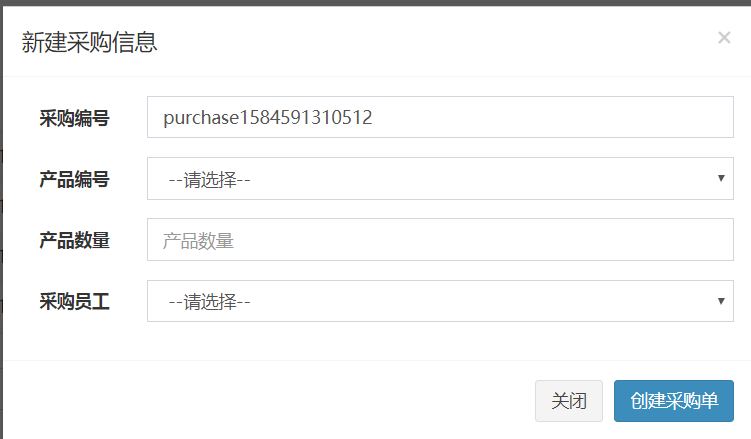 新建采购信息 ×
采购编号 purchase1584591310512
产品编号 --请选择--
产品数量 产品数量
采购员工 --请选择--
关闭 创建采购单